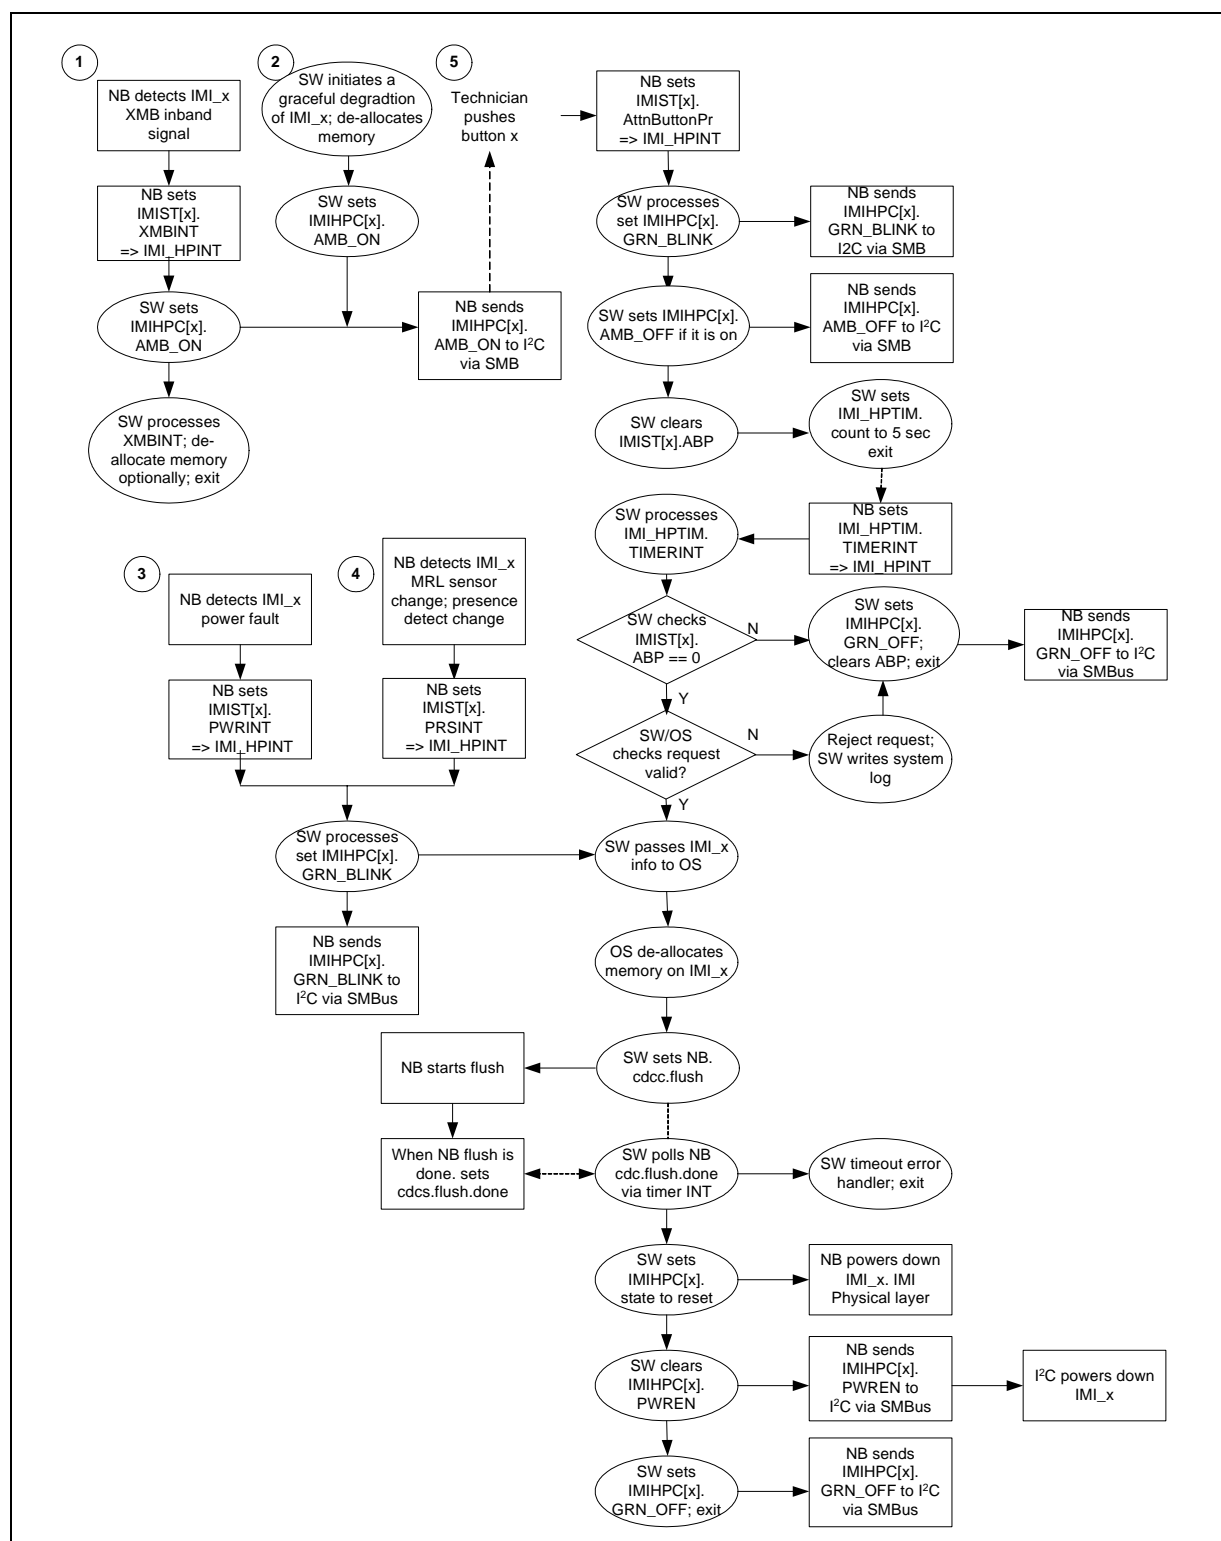 1
NB detects IMI_x
XMB inband
signal
NB sets
IMIST[x].
XMBINT
=> IMI_HPINT
SW sets
IMIHPC[x].
AMB_ON
SW processes
XMBINT; de-
allocate memory
optionally; exit
2
SW initiates a
graceful degradtion
of IMI_x; de-allocates
memory
SW sets
IMIHPC[x].
AMB_ON
NB sends
IMIHPC[x].
AMB_ON to I²C
via SMB
5
Technician
pushes
button x
NB sets
IMIST[x].
AttnButtonPr
=> IMI_HPINT
SW processes
set IMIHPC[x].
GRN_BLINK
NB sends
IMIHPC[x].
GRN_BLINK to
I2C via SMB
SW sets IMIHPC[x].
AMB_OFF if it is on
NB sends
IMIHPC[x].
AMB_OFF to I²C
via SMB
SW clears
IMIST[x].ABP
SW sets
IMI_HPTIM.
count to 5 sec
exit
NB sets
IMI_HPTIM.
TIMERINT
=> IMI_HPINT
SW processes
IMI_HPTIM.
TIMERINT
SW checks
IMIST[x].
ABP == 0
N
SW sets
IMIHPC[x].
GRN_OFF;
clears ABP; exit
NB sends
IMIHPC[x].
GRN_OFF to I²C
via SMBus
Y
SW/OS
checks request
valid?
N
Reject request;
SW writes system
log
Y
3
NB detects IMI_x
power fault
NB sets
IMIST[x].
PWRINT
=> IMI_HPINT
4
NB detects IMI_x
MRL sensor
change; presence
detect change
NB sets
IMIST[x].
PRSINT
=> IMI_HPINT
SW processes
set IMIHPC[x].
GRN_BLINK
NB sends
IMIHPC[x].
GRN_BLINK to
I²C via SMBus
SW passes IMI_x
info to OS
OS de-allocates
memory on IMI_x
SW sets NB.
cdcc.flush
NB starts flush
When NB flush is
done. sets
cdcs.flush.done
SW polls NB
cdc.flush.done
via timer INT
SW timeout error
handler; exit
SW sets
IMIHPC[x].
state to reset
NB powers down
IMI_x. IMI
Physical layer
SW clears
IMIHPC[x].
PWREN
NB sends
IMIHPC[x].
PWREN to
I²C via SMBus
I²C powers down
IMI_x
SW sets
IMIHPC[x].
GRN_OFF; exit
NB sends
IMIHPC[x].
GRN_OFF to I²C
via SMBus